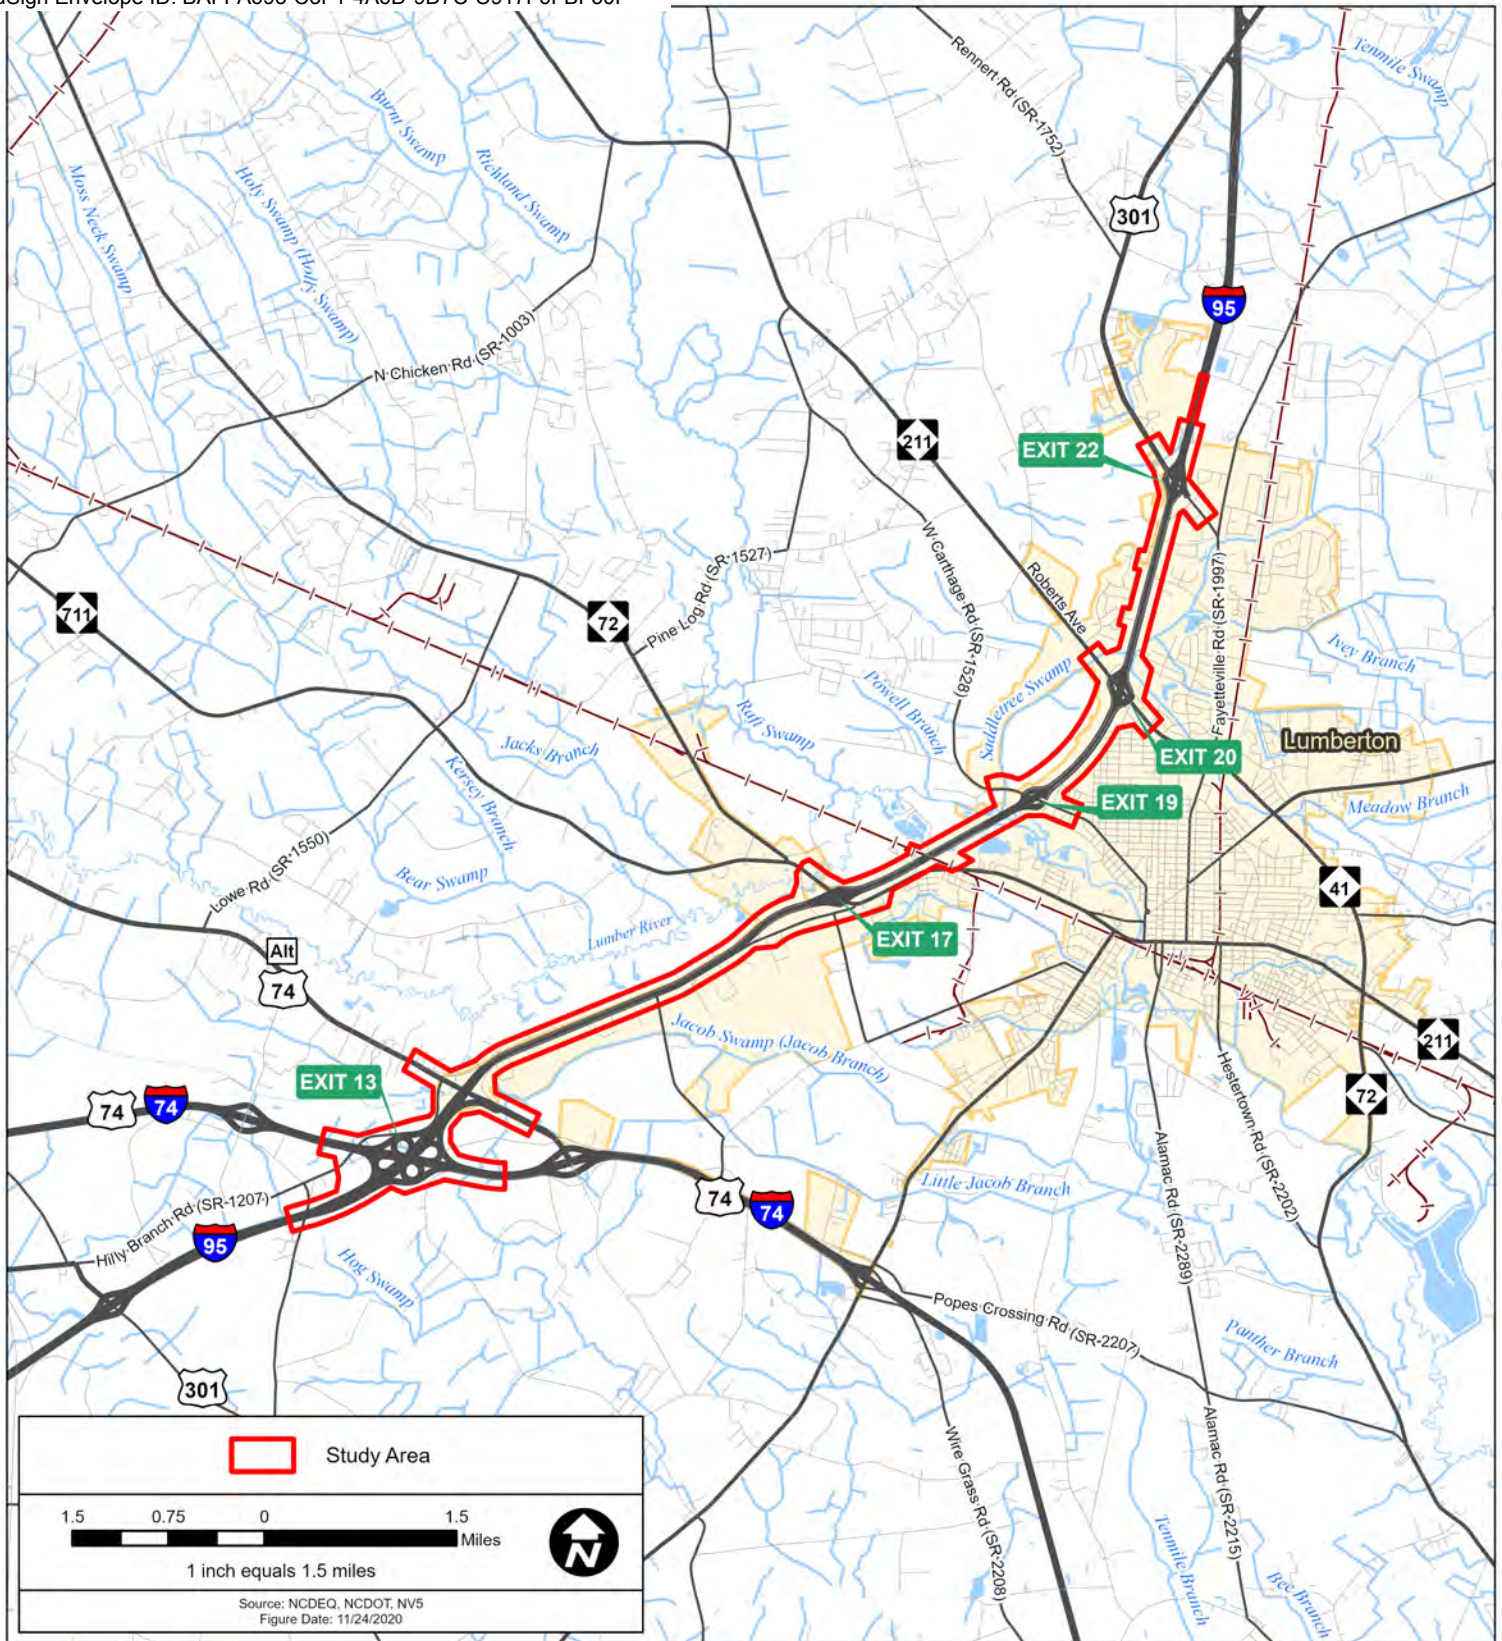 Rennert Rd (SR-1752)
Tenmile Swamp
Burnt Swamp
Richland Swamp
Moss Neck Swamp
Holy Swamp (Holly Swamp)
301
95
N Chicken Rd (SR-1003)
211
EXIT 22
W Carthage Rd (SR-1528)
Roberts Ave
Pine Log Rd (SR-1527)
72
711
Fayetteville Rd (SR-1997)
Ivey Branch
Saddletree Swamp
Powell Branch
Raft Swamp
Jacks Branch
Kersey Branch
Lumberton
EXIT 20
EXIT 19
Meadow Branch
Lowe Rd (SR-1550)
Bear Swamp
41
Lumber River
EXIT 17
Alt
74
Jacob Swamp (Jacob Branch)
211
EXIT 13
74
74
72
Hestertown Rd (SR-2202)
Alamac Rd (SR-2289)
Little Jacob Branch
74
74
Hilly Branch Rd (SR-1207)
95
Hog Swamp
Popes Crossing Rd (SR-2207)
Panther Branch
301
Wire Grass Rd (SR-2208)
Alamac Rd (SR-2215)
Tenmile Branch
Bee Branch
Study Area
1.5 0.75 0 1.5
Miles
1 inch equals 1.5 miles
N
Source: NCDEQ, NCDOT, NV5
Figure Date: 11/24/2020